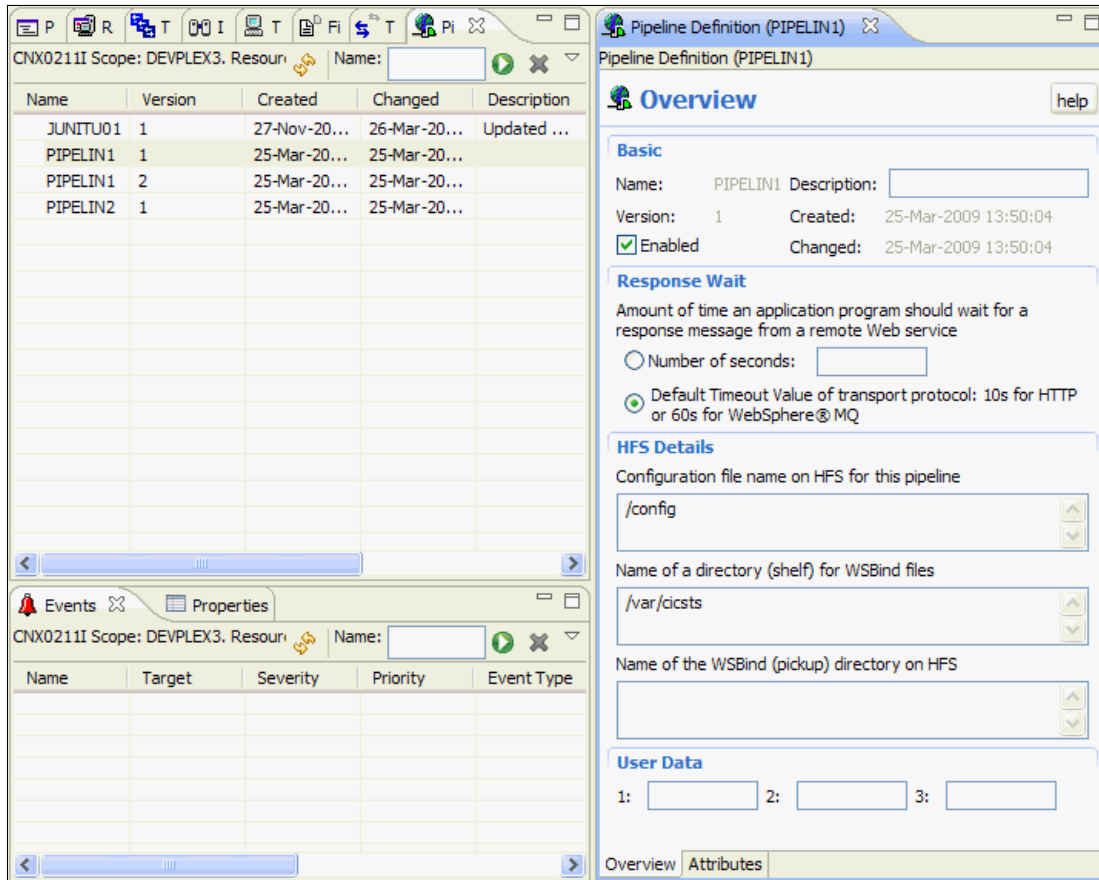 P R T I T Fi T Pi
CNX0211I Scope: DEVPLEX3. Resour Name:
Name Version Created Changed Description
JUNITU01 1 27-Nov-20... 26-Mar-20... Updated ...
PIPELIN1 1 25-Mar-20... 25-Mar-20...
PIPELIN1 2 25-Mar-20... 25-Mar-20...
PIPELIN2 1 25-Mar-20... 25-Mar-20...
Events Properties
CNX0211I Scope: DEVPLEX3. Resour Name:
Name Target Severity Priority Event Type
Pipeline Definition (PIPELIN1)
Pipeline Definition (PIPELIN1)
Overview help
Basic
Name: PIPELIN1 Description:
Version: 1 Created: 25-Mar-2009 13:50:04
Enabled Changed: 25-Mar-2009 13:50:04
Response Wait
Amount of time an application program should wait for a
response message from a remote Web service
Number of seconds:
Default Timeout Value of transport protocol: 10s for HTTP
or 60s for WebSphere® MQ
HFS Details
Configuration file name on HFS for this pipeline
/config
Name of a directory (shelf) for WSBind files
/var/cicsts
Name of the WSBind (pickup) directory on HFS
User Data
1: 2: 3:
Overview Attributes